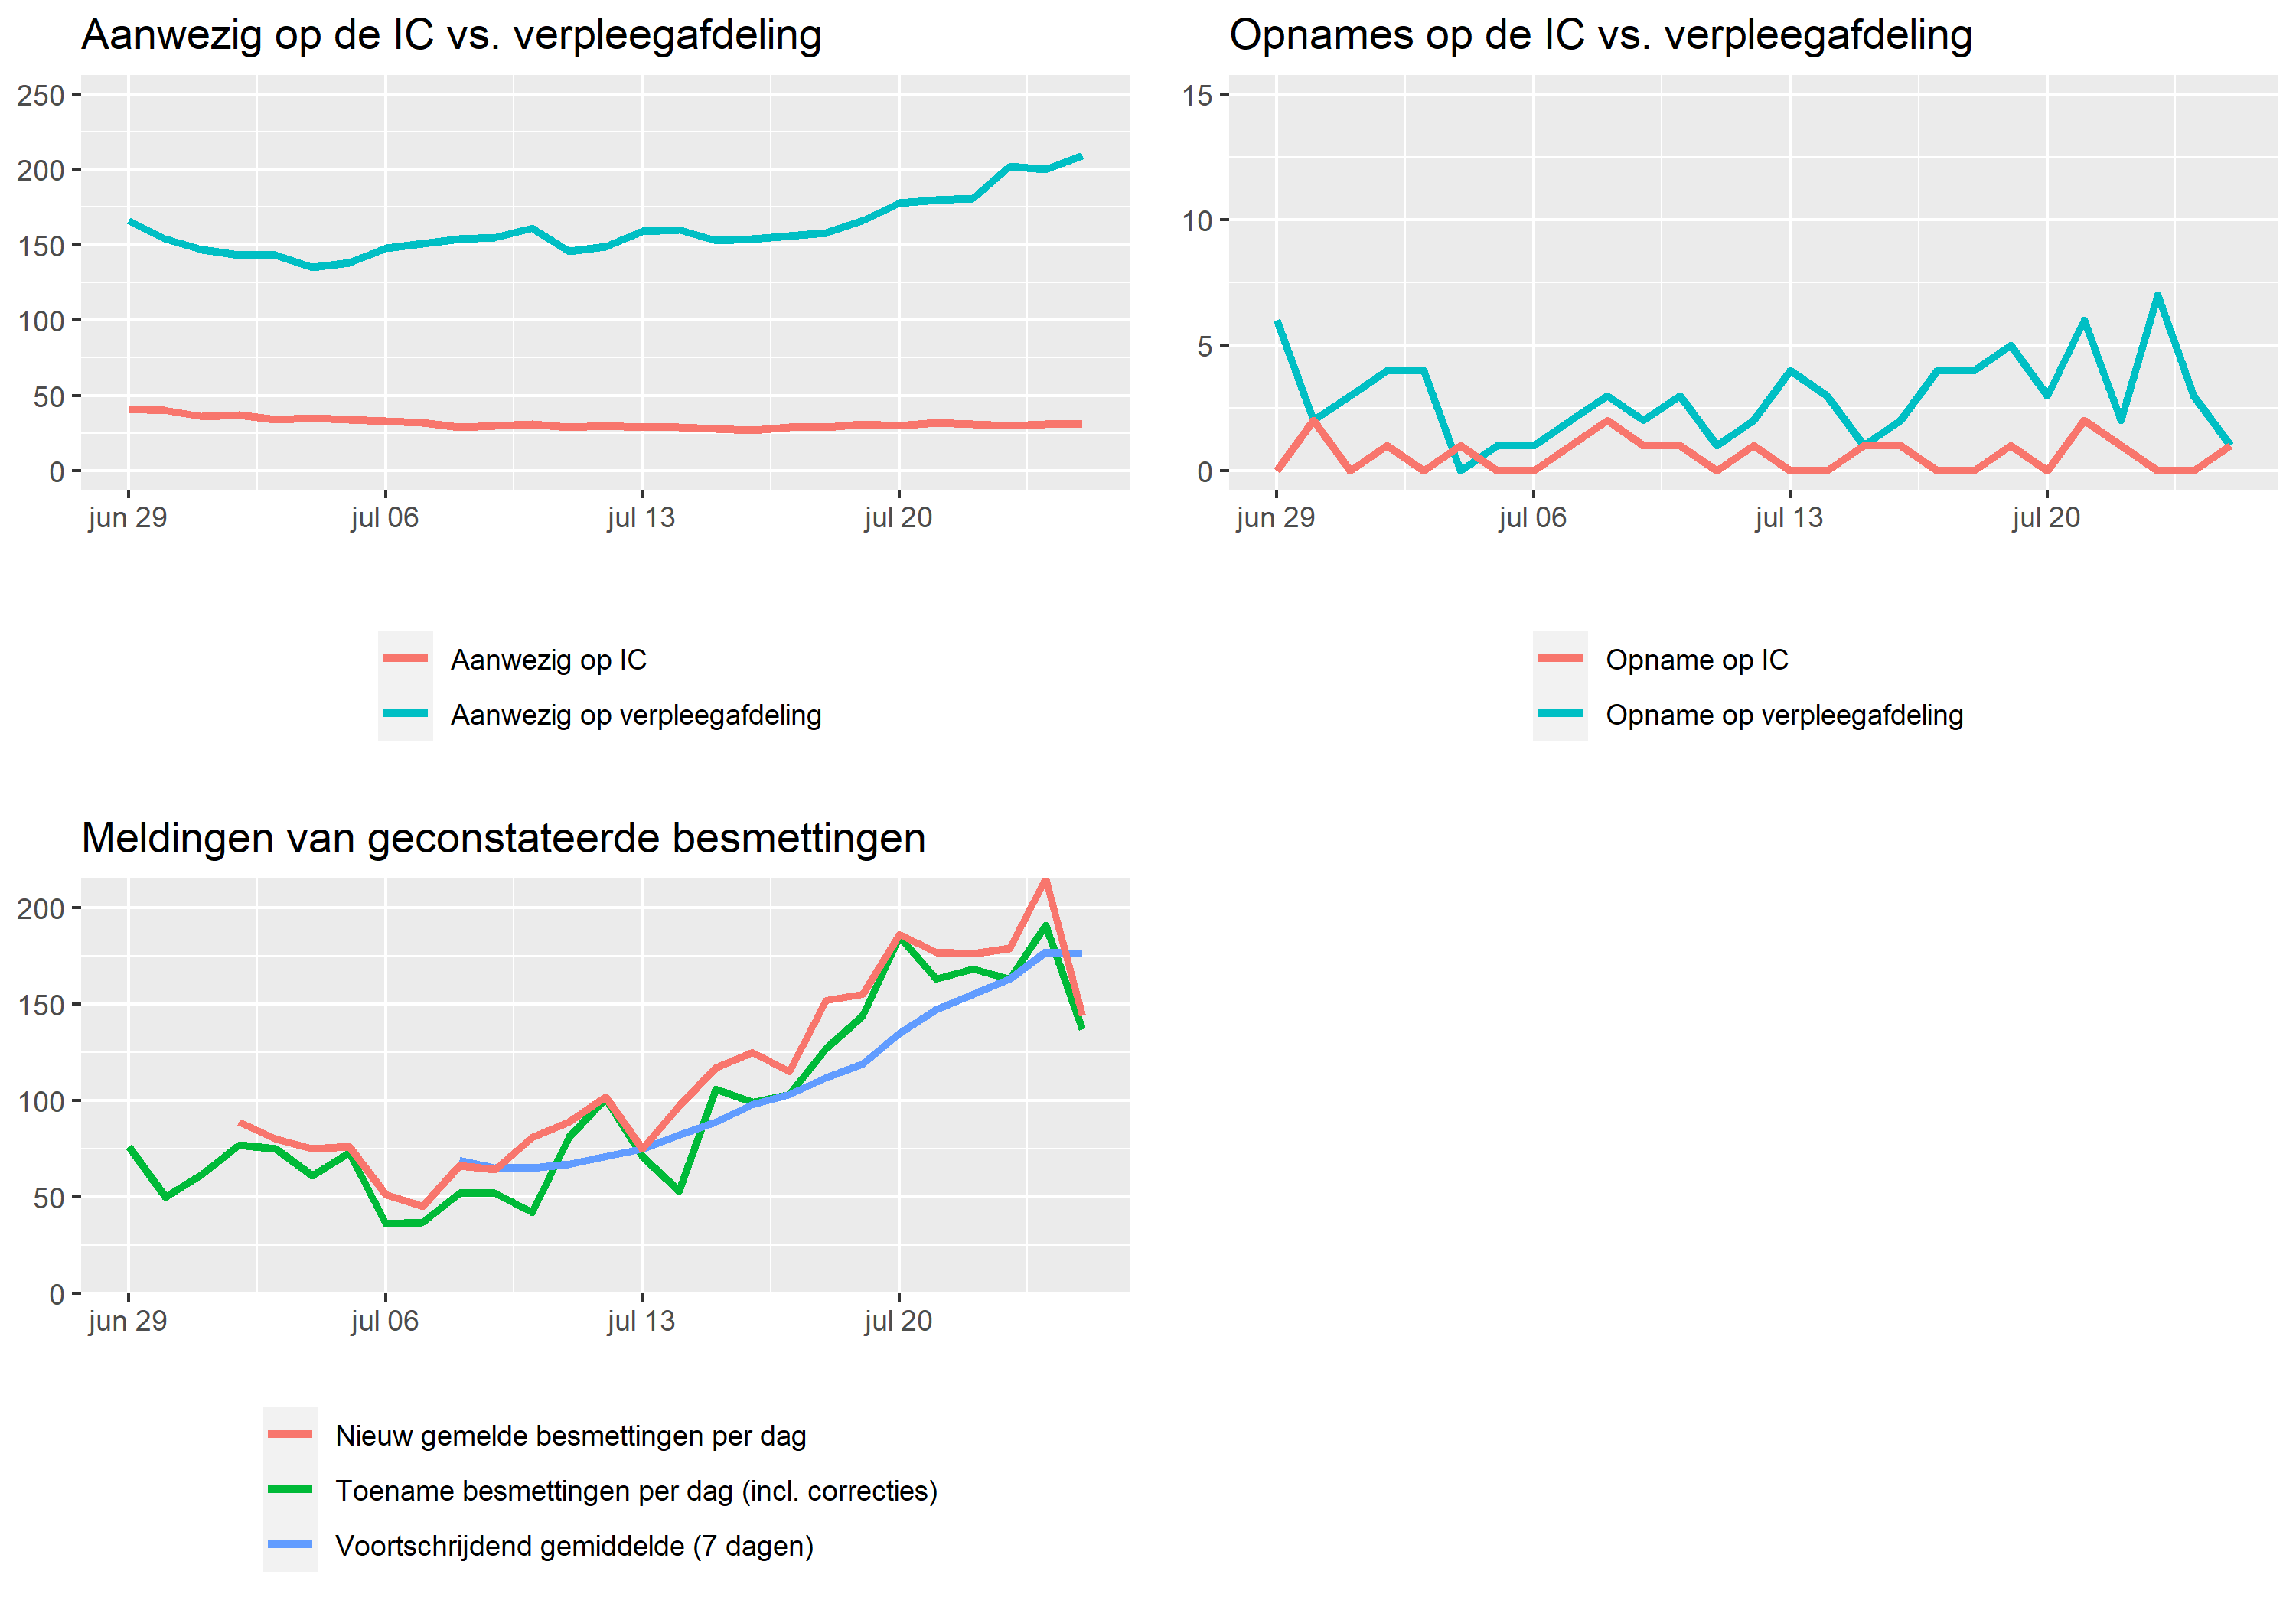 Aanwezig op de IC vs. verpleegafdeling
250
200
150
100
50
0
jun 29 jul 06 jul 13 jul 20
Aanwezig op IC
Aanwezig op verpleegafdeling
Opnames op de IC vs. verpleegafdeling
15
10
5
0
jun 29 jul 06 jul 13 jul 20
Opname op IC
Opname op verpleegafdeling
Meldingen van geconstateerde besmettingen
200
150
100
50
0
jun 29 jul 06 jul 13 jul 20
Nieuw gemelde besmettingen per dag
Toename besmettingen per dag (incl. correcties)
Voortschrijdend gemiddelde (7 dagen)